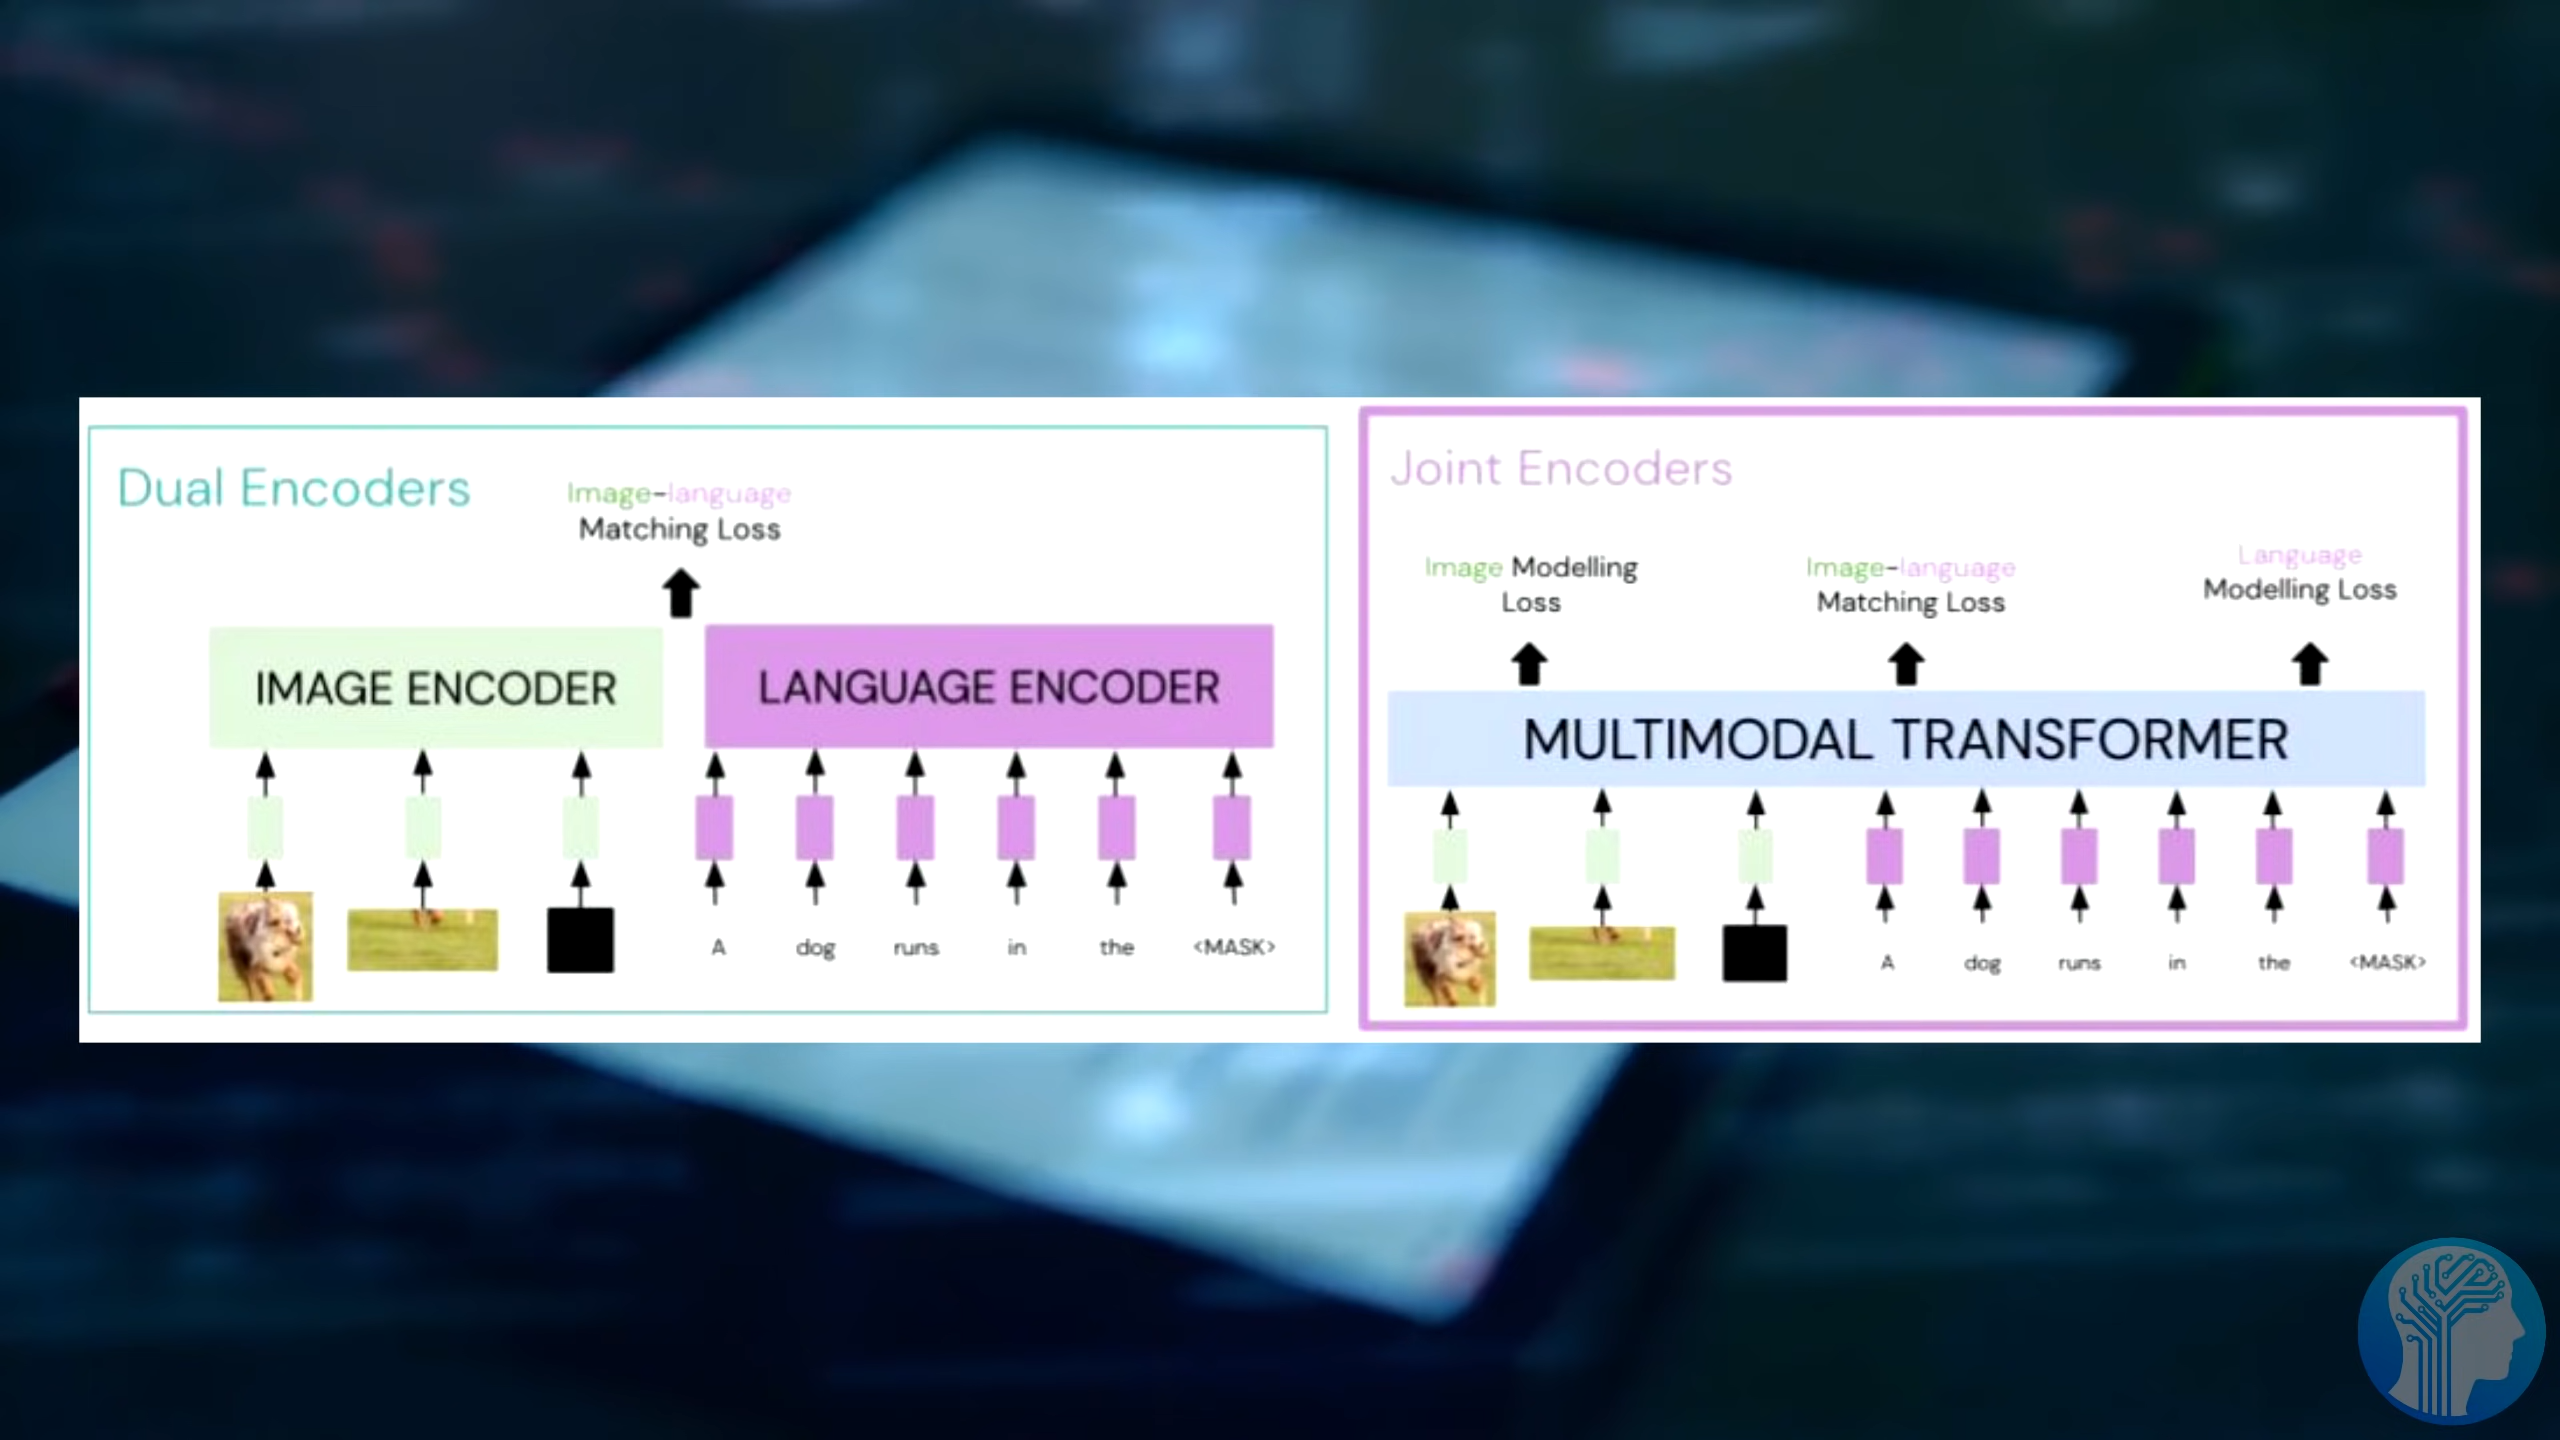 Dual Encoders
Image-language
Matching Loss
IMAGE ENCODER
LANGUAGE ENCODER
A dog runs in the <MASK>
Joint Encoders
Image Modelling
Loss
Image-language
Matching Loss
Language
Modelling Loss
MULTIMODAL TRANSFORMER
A dog runs in the <MASK>